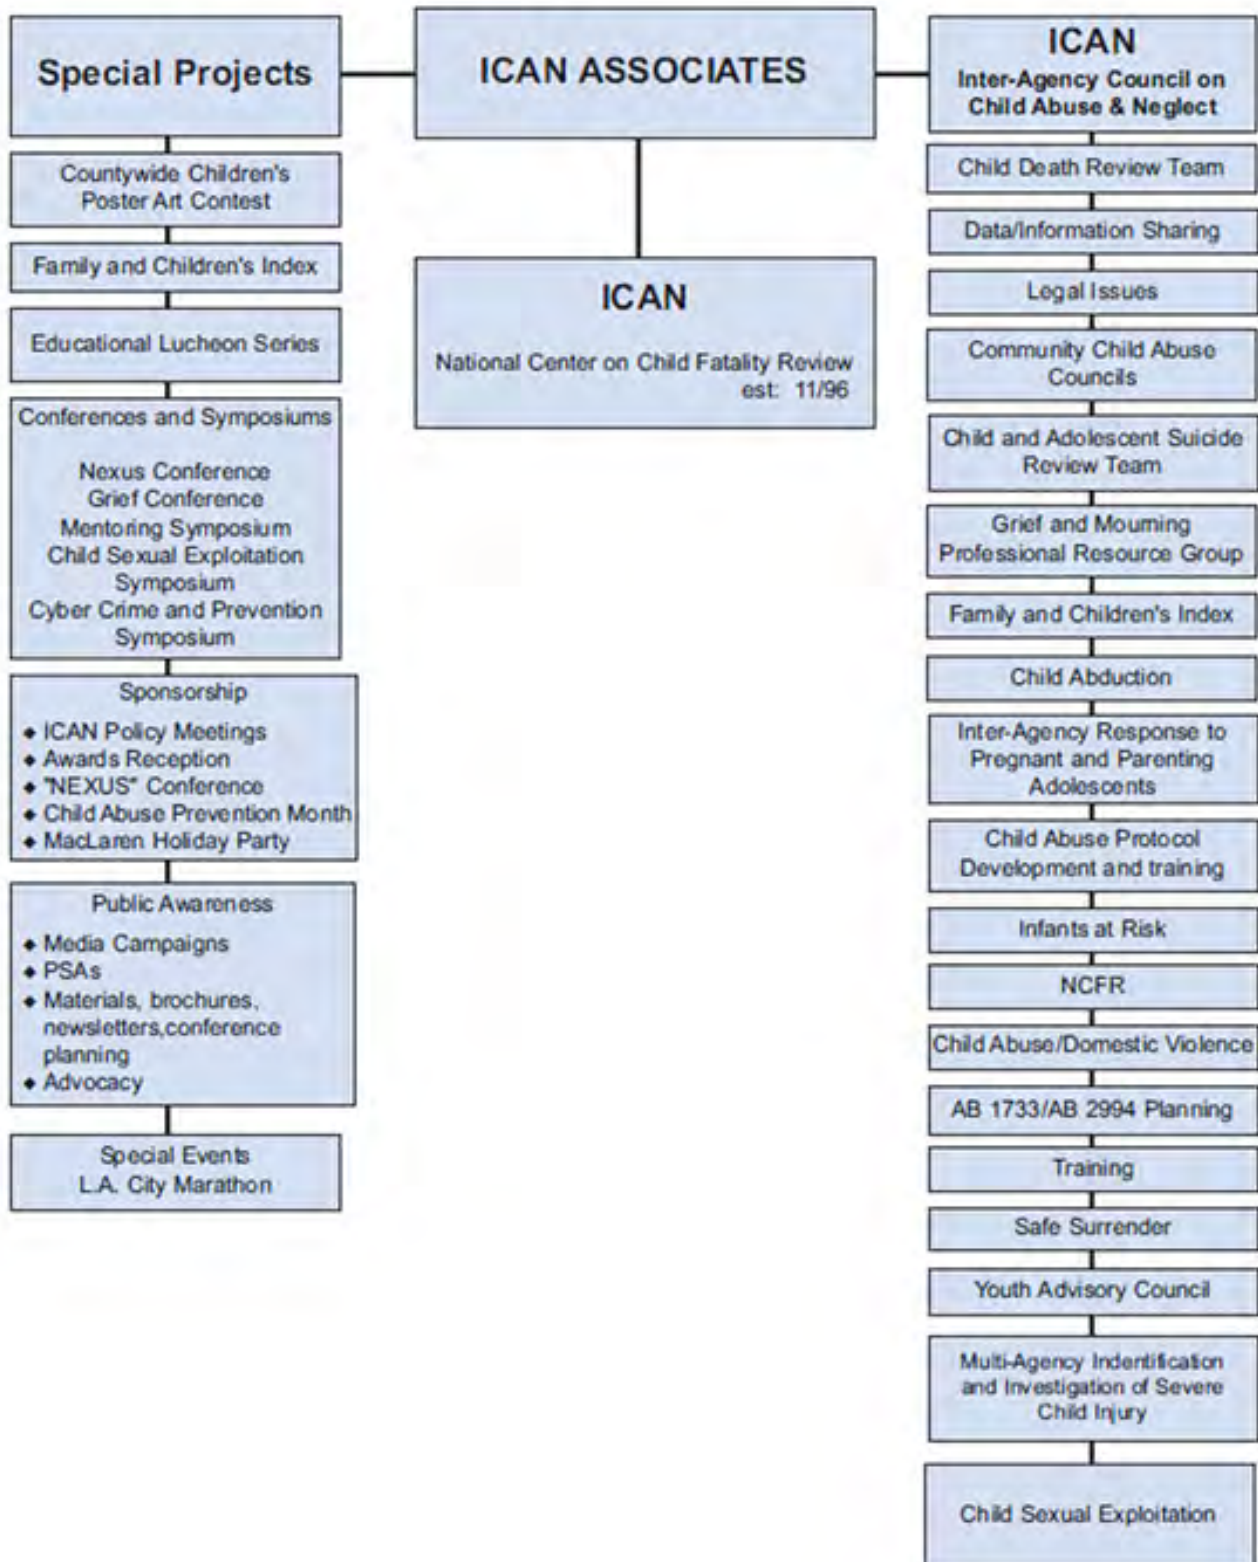 Special Projects
Countywide Children's
Poster Art Contest
Family and Children's Index
Educational Lucheon Series
Conferences and Symposiums
Nexus Conference
Grief Conference
Mentoring Symposium
Child Sexual Exploitation
Symposium
Cyber Crime and Prevention
Symposium
Sponsorship
◆ ICAN Policy Meetings
◆ Awards Reception
◆ "NEXUS" Conference
◆ Child Abuse Prevention Month
◆ MacLaren Holiday Party
Public Awareness
◆ Media Campaigns
◆ PSAs
◆ Materials, brochures,
newsletters,conference
planning
◆ Advocacy
Special Events
L.A. City Marathon
ICAN ASSOCIATES
ICAN
National Center on Child Fatality Review
est: 11/96
ICAN
Inter-Agency Council on
Child Abuse & Neglect
Child Death Review Team
Data/Information Sharing
Legal Issues
Community Child Abuse
Councils
Child and Adolescent Suicide
Review Team
Grief and Mourning
Professional Resource Group
Family and Children's Index
Child Abduction
Inter-Agency Response to
Pregnant and Parenting
Adolescents
Child Abuse Protocol
Development and training
Infants at Risk
NCFR
Child Abuse/Domestic Violence
AB 1733/AB 2994 Planning
Training
Safe Surrender
Youth Advisory Council
Multi-Agency Indentification
and Investigation of Severe
Child Injury
Child Sexual Exploitation